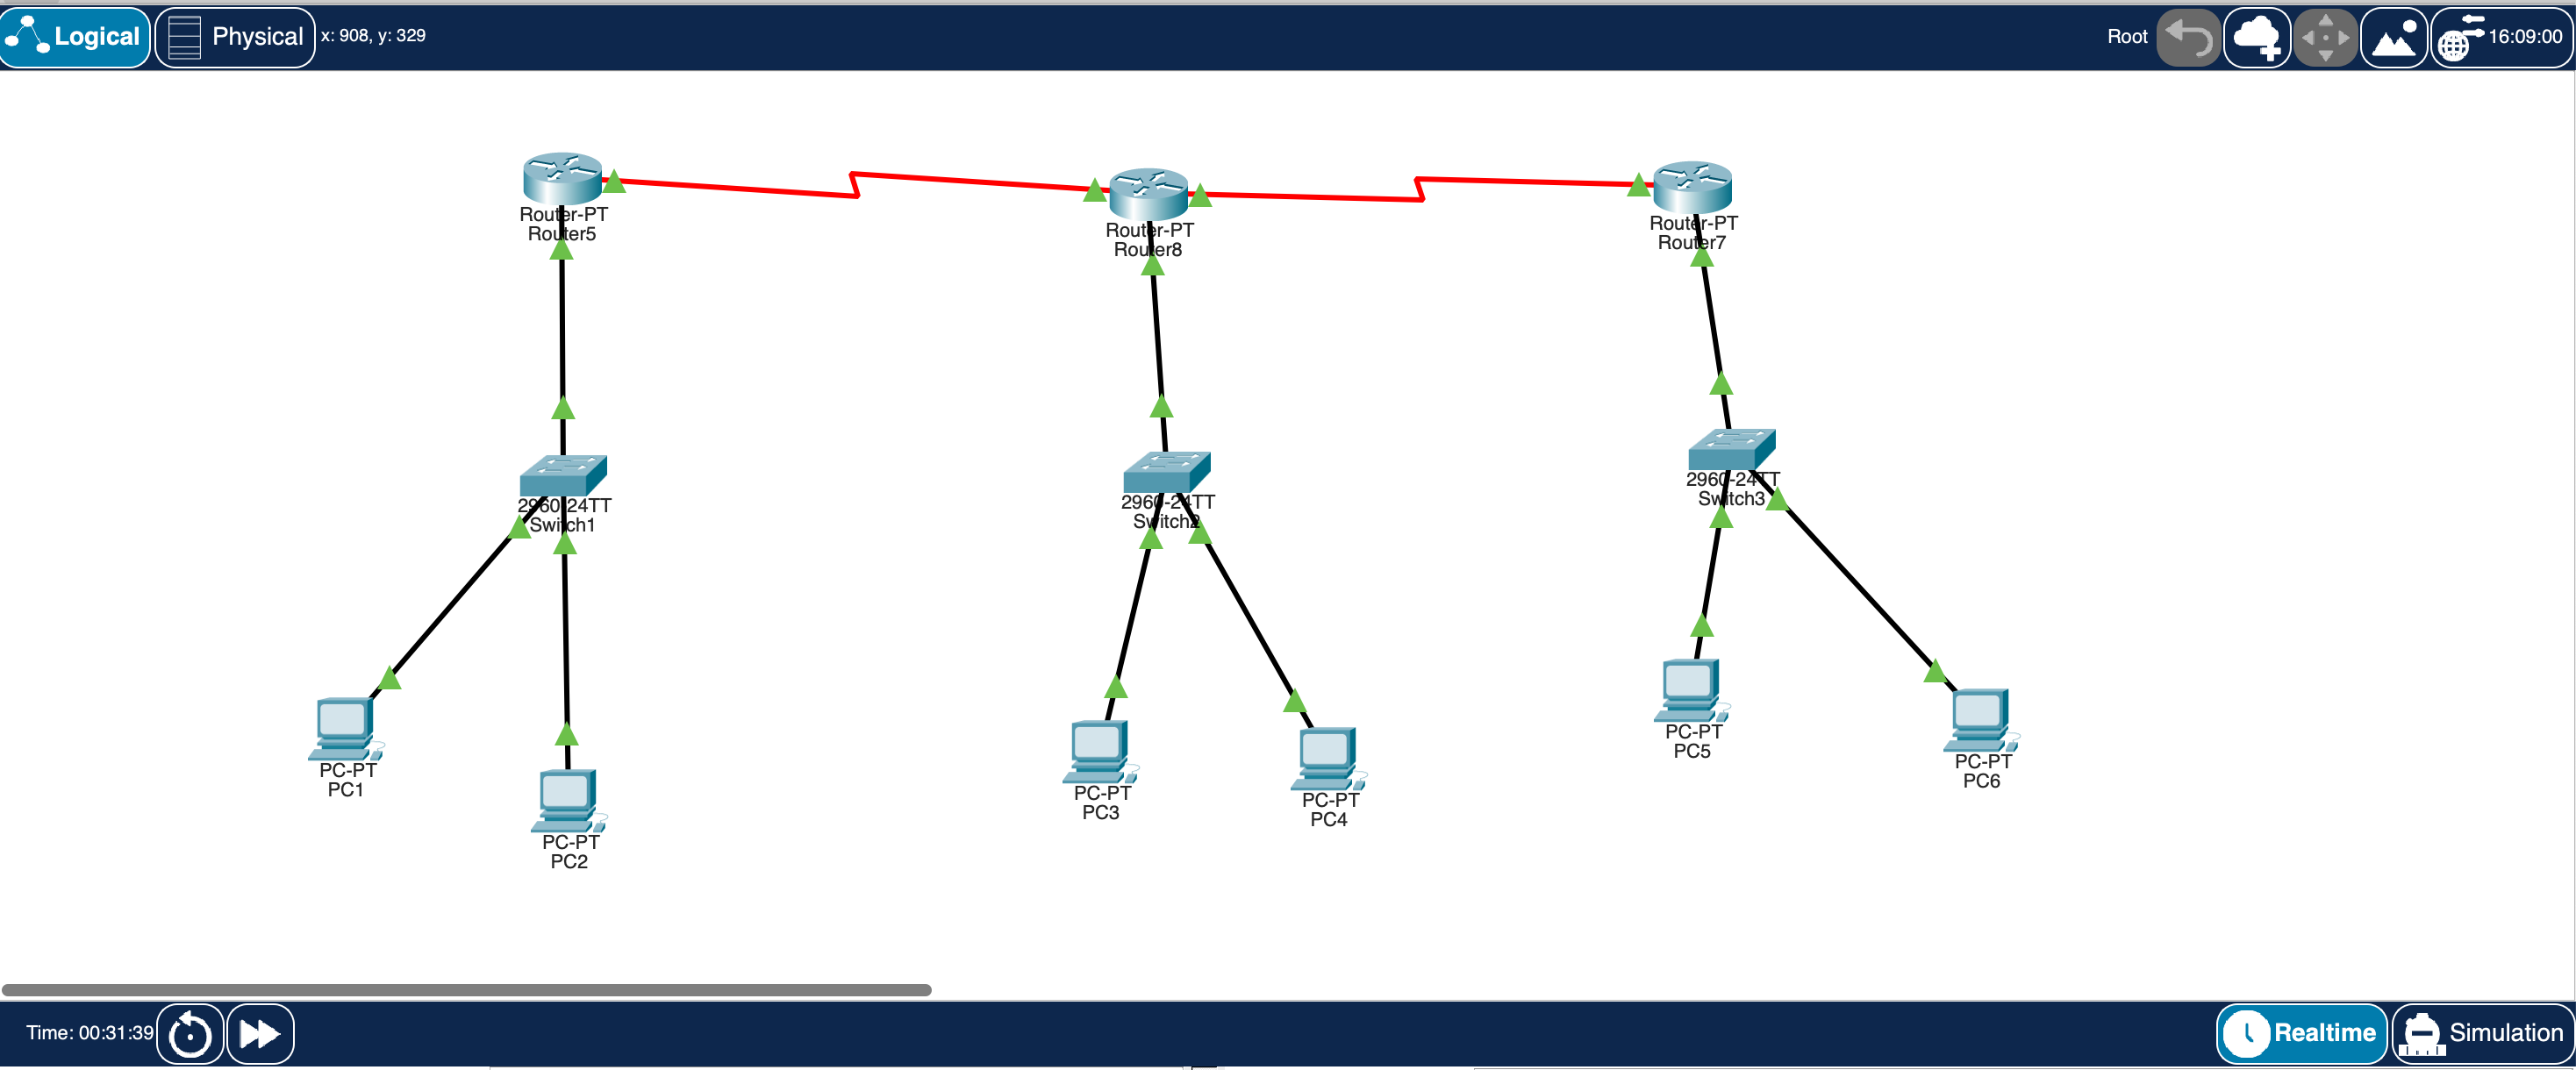 Logical
Physical
x: 908, y: 329
Root
16:09:00
Router-PT
Router5
Router-PT
Router8
Router-PT
Router7
2960-24TT
Switch1
2960-24TT
Switch2
2960-24TT
Switch3
PC-PT
PC1
PC-PT
PC2
PC-PT
PC3
PC-PT
PC4
PC-PT
PC5
PC-PT
PC6
Time: 00:31:39
Realtime
Simulation